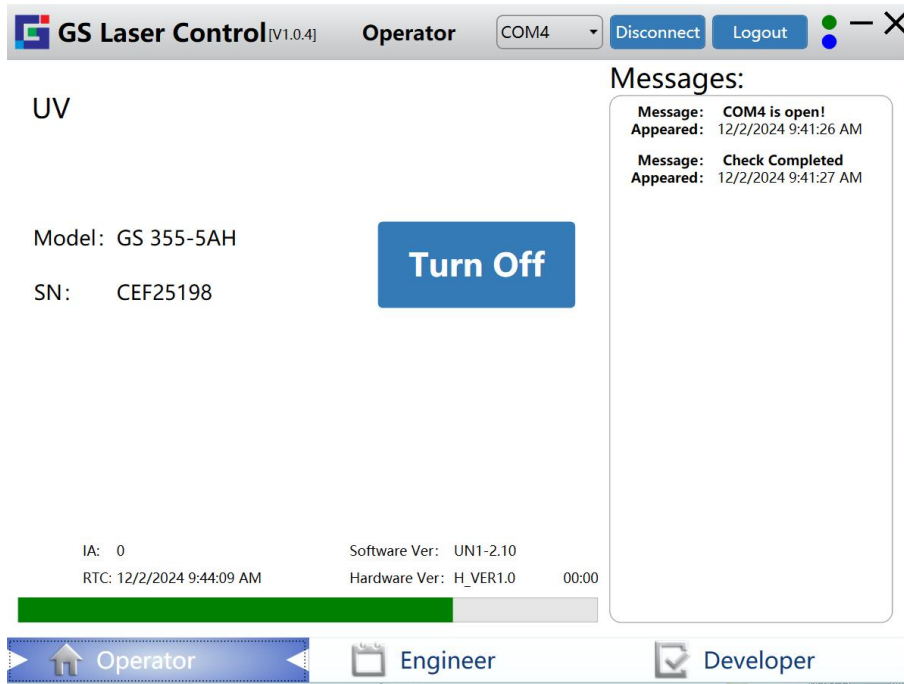 GS Laser Control[V1.0.4] Operator COM4 Disconnect Logout
UV
Model: GS 355-5AH
SN: CEF25198
Turn Off
Messages:
Message: COM4 is open!
Appeared: 12/2/2024 9:41:26 AM
Message: Check Completed
Appeared: 12/2/2024 9:41:27 AM
IA: 0 Software Ver: UN1-2.10
RTC: 12/2/2024 9:44:09 AM Hardware Ver: H_VER1.0 00:00
Operator Engineer Developer